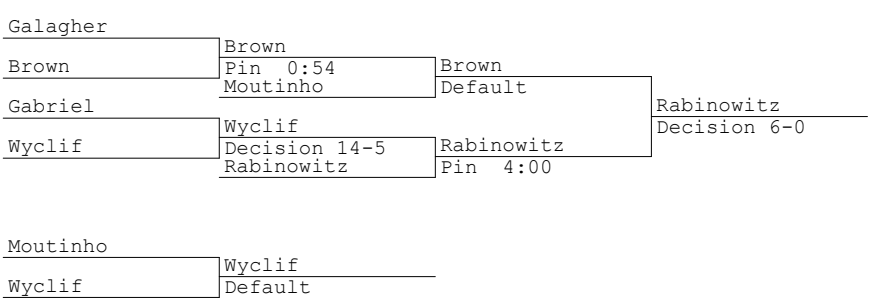 Galagher
Brown
Brown
Pin 0:54
Moutinho
Brown
Default
Gabriel
Wyclif
Wyclif
Decision 14-5
Rabinowitz
Rabinowitz
Pin 4:00
Rabinowitz
Decision 6-0
Moutinho
Wyclif
Wyclif
Default